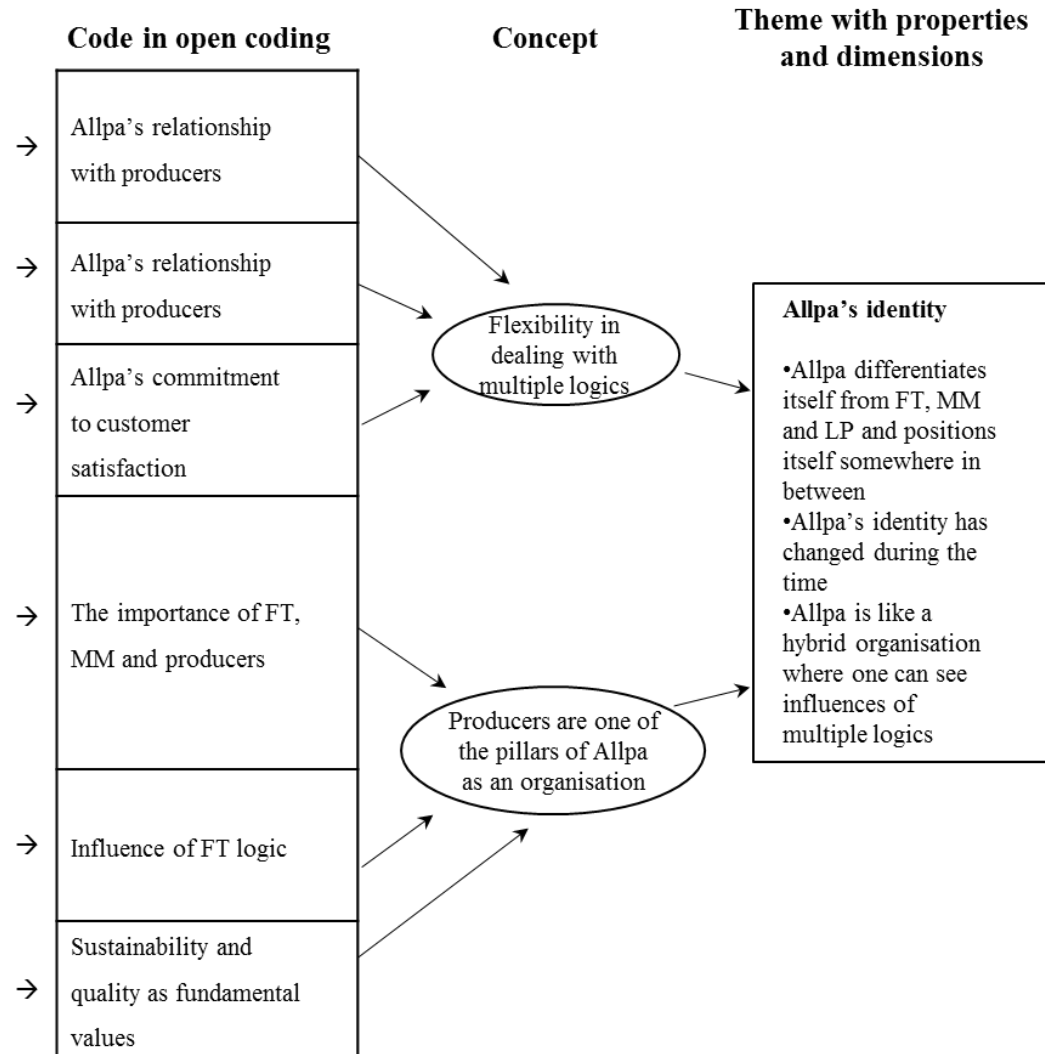 Code in open coding
Concept
Theme with properties
and dimensions
→ Allpa’s relationship
with producers
→ Allpa’s relationship
with producers
→ Allpa’s commitment
to customer
satisfaction
→ The importance of FT,
MM and producers
→ Influence of FT logic
→ Sustainability and
quality as fundamental
values
Flexibility in
dealing with
multiple logics
Producers are one of
the pillars of Allpa
as an organisation
Allpa’s identity
•Allpa differentiates
itself from FT, MM
and LP and positions
itself somewhere in
between
•Allpa’s identity has
changed during the
time
•Allpa is like a
hybrid organisation
where one can see
influences of
multiple logics